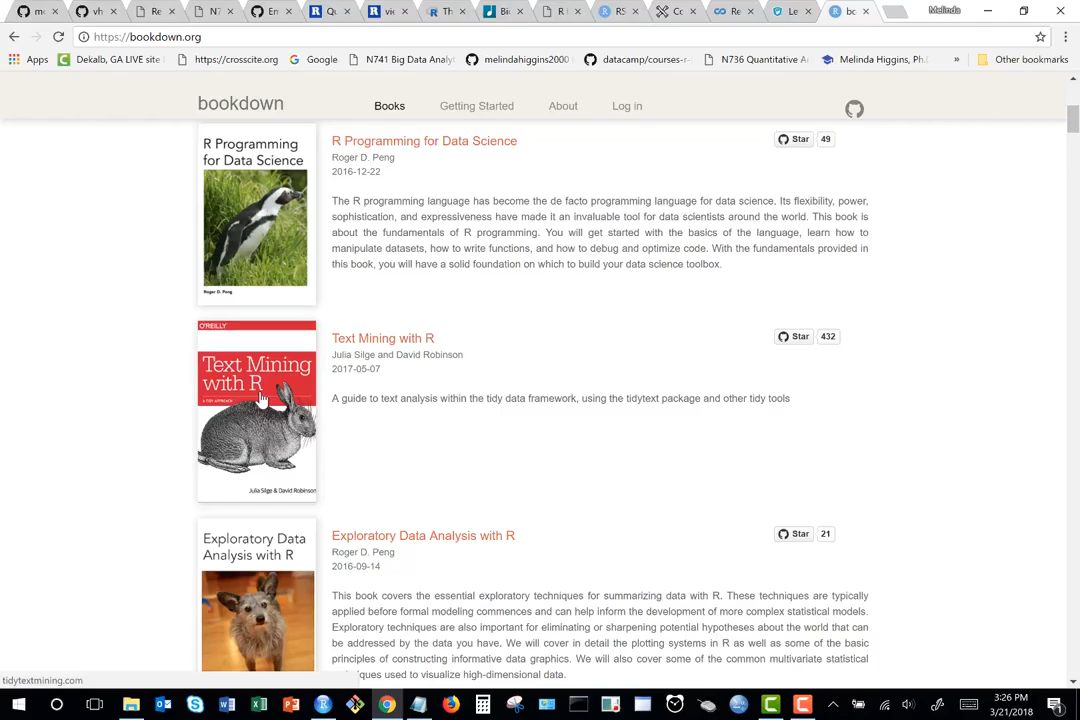 me
vh
Re
N7
En
Qu
vie
Th
Bio
R I
RS
Co
Re
Le
bo
Melinda
https://bookdown.org
Apps
Dekalb, GA LIVE site
https://crosscite.org
Google
N741 Big Data Analy
melindahiggins2000
datacamp/courses-r-
N736 Quantitative A
Melinda Higgins, Ph.
»
Other bookmarks
bookdown
Books
Getting Started
About
Log in
R Programming
for Data Science
Roger D. Peng
R Programming for Data Science
Star 49
Roger D. Peng
2016-12-22
The R programming language has become the de facto programming language for data science. Its flexibility, power,
sophistication, and expressiveness have made it an invaluable tool for data scientists around the world. This book is
about the fundamentals of R programming. You will get started with the basics of the language, learn how to
manipulate datasets, how to write functions, and how to debug and optimize code. With the fundamentals provided in
this book, you will have a solid foundation on which to build your data science toolbox.
O'REILLY
Text Mining
with R
A TIDY APPROACH
Julia Silge & David Robinson
Text Mining with R
Star 432
Julia Silge and David Robinson
2017-05-07
A guide to text analysis within the tidy data framework, using the tidytext package and other tidy tools
Exploratory Data
Analysis with R
Exploratory Data Analysis with R
Star 21
Roger D. Peng
2016-09-14
This book covers the essential exploratory techniques for summarizing data with R. These techniques are typically
applied before formal modeling commences and can help inform the development of more complex statistical models.
Exploratory techniques are also important for eliminating or sharpening potential hypotheses about the world that can
be addressed by the data you have. We will cover in detail the plotting systems in R as well as some of the basic
principles of constructing informative data graphics. We will also cover some of the common multivariate statistical
techniques used to visualize high-dimensional data.
tidytextmining.com
3:26 PM
3/21/2018